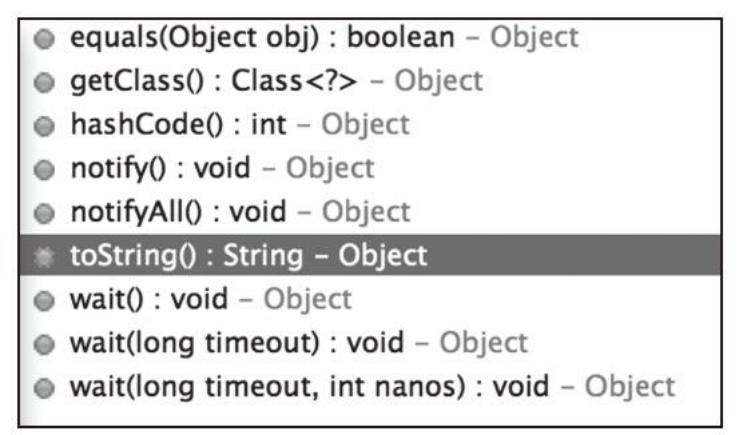 equals(Object obj) : boolean – Object
getClass() : Class<?> – Object
hashCode() : int – Object
notify() : void – Object
notifyAll() : void – Object
toString() : String – Object
wait() : void – Object
wait(long timeout) : void – Object
wait(long timeout, int nanos) : void – Object